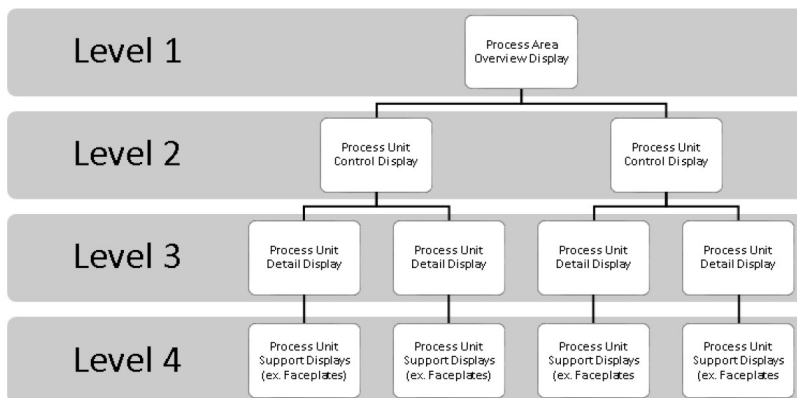 Level 1
Process Area
Overview Display
Level 2
Process Unit
Control Display
Process Unit
Control Display
Level 3
Process Unit
Detail Display
Process Unit
Detail Display
Process Unit
Detail Display
Process Unit
Detail Display
Level 4
Process Unit
Support Displays
(ex. Faceplates)
Process Unit
Support Displays
(ex. Faceplates)
Process Unit
Support Displays
(ex. Faceplates
Process Unit
Support Displays
(ex. Faceplates